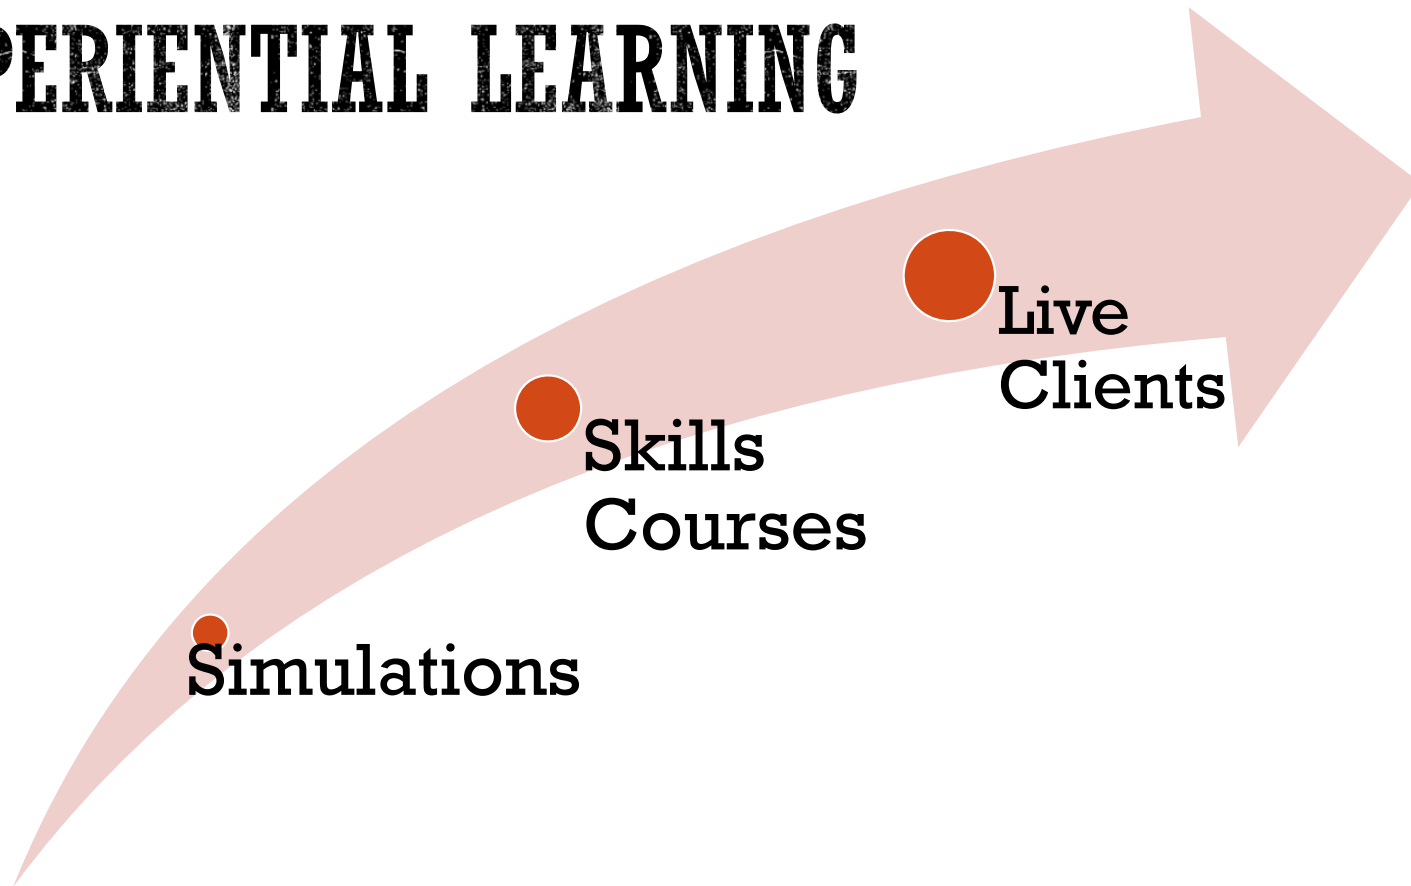 PERIENTIAL LEARNING
Live
Clients
Skills
Courses
Simulations